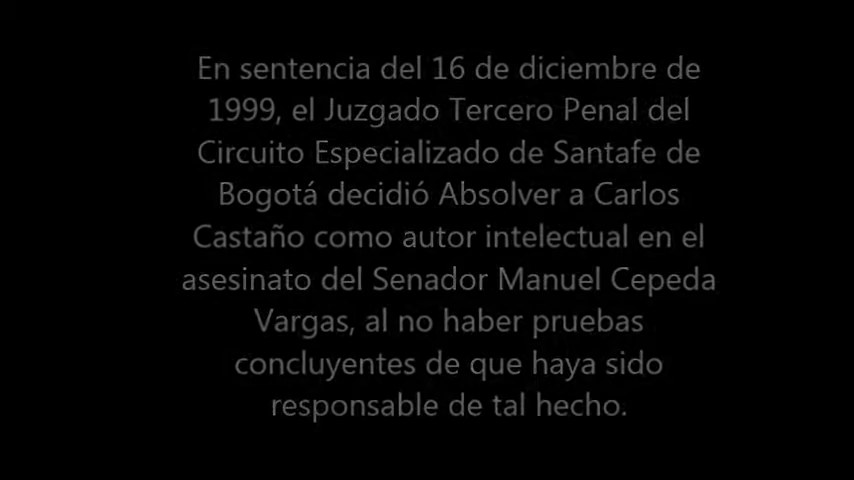 En sentencia del 16 de diciembre de
1999, el Juzgado Tercero Penal del
Circuito Especializado de Santafe de
Bogotá decidió Absolver a Carlos
Castaño como autor intelectual en el
asesinato del Senador Manuel Cepeda
Vargas, al no haber pruebas
concluyentes de que haya sido
responsable de tal hecho.